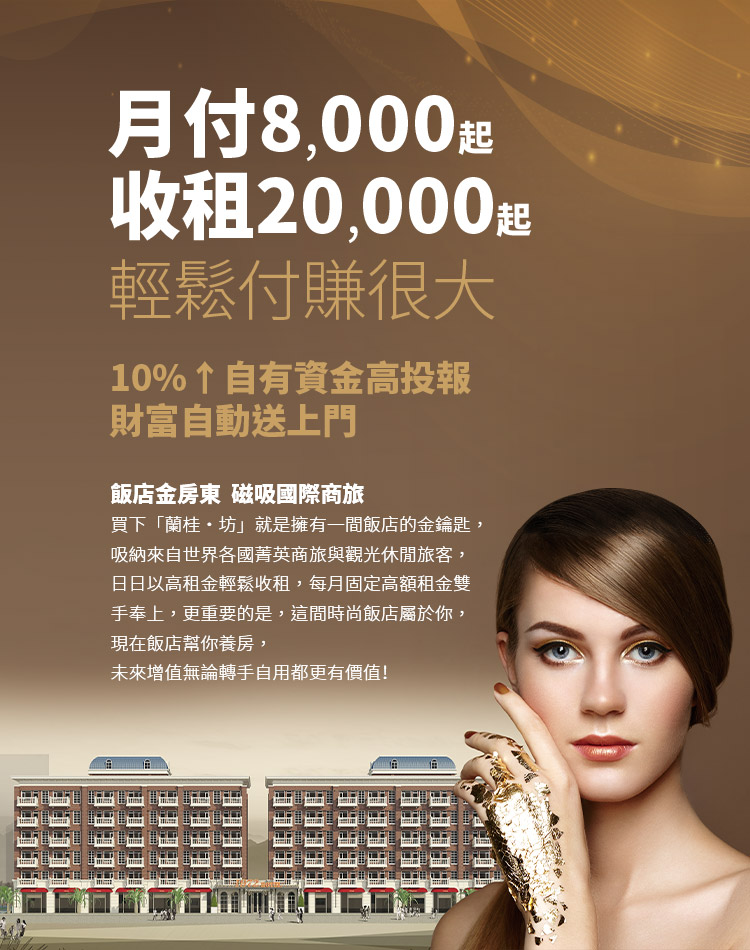 月付8,000起
收租20,000起
輕鬆付賺很大
10%↑自有資金高投報
財富自動送上門
飯店金房東 磁吸國際商旅
買下「蘭桂・坊」就是擁有一間飯店的金鑰匙，
吸納來自世界各國菁英商旅與觀光休閒旅客，
日日以高租金輕鬆收租，每月固定高額租金雙
手奉上，更重要的是，這間時尚飯店屬於你，
現在飯店幫你養房，
未來增值無論轉手自用都更有價值！